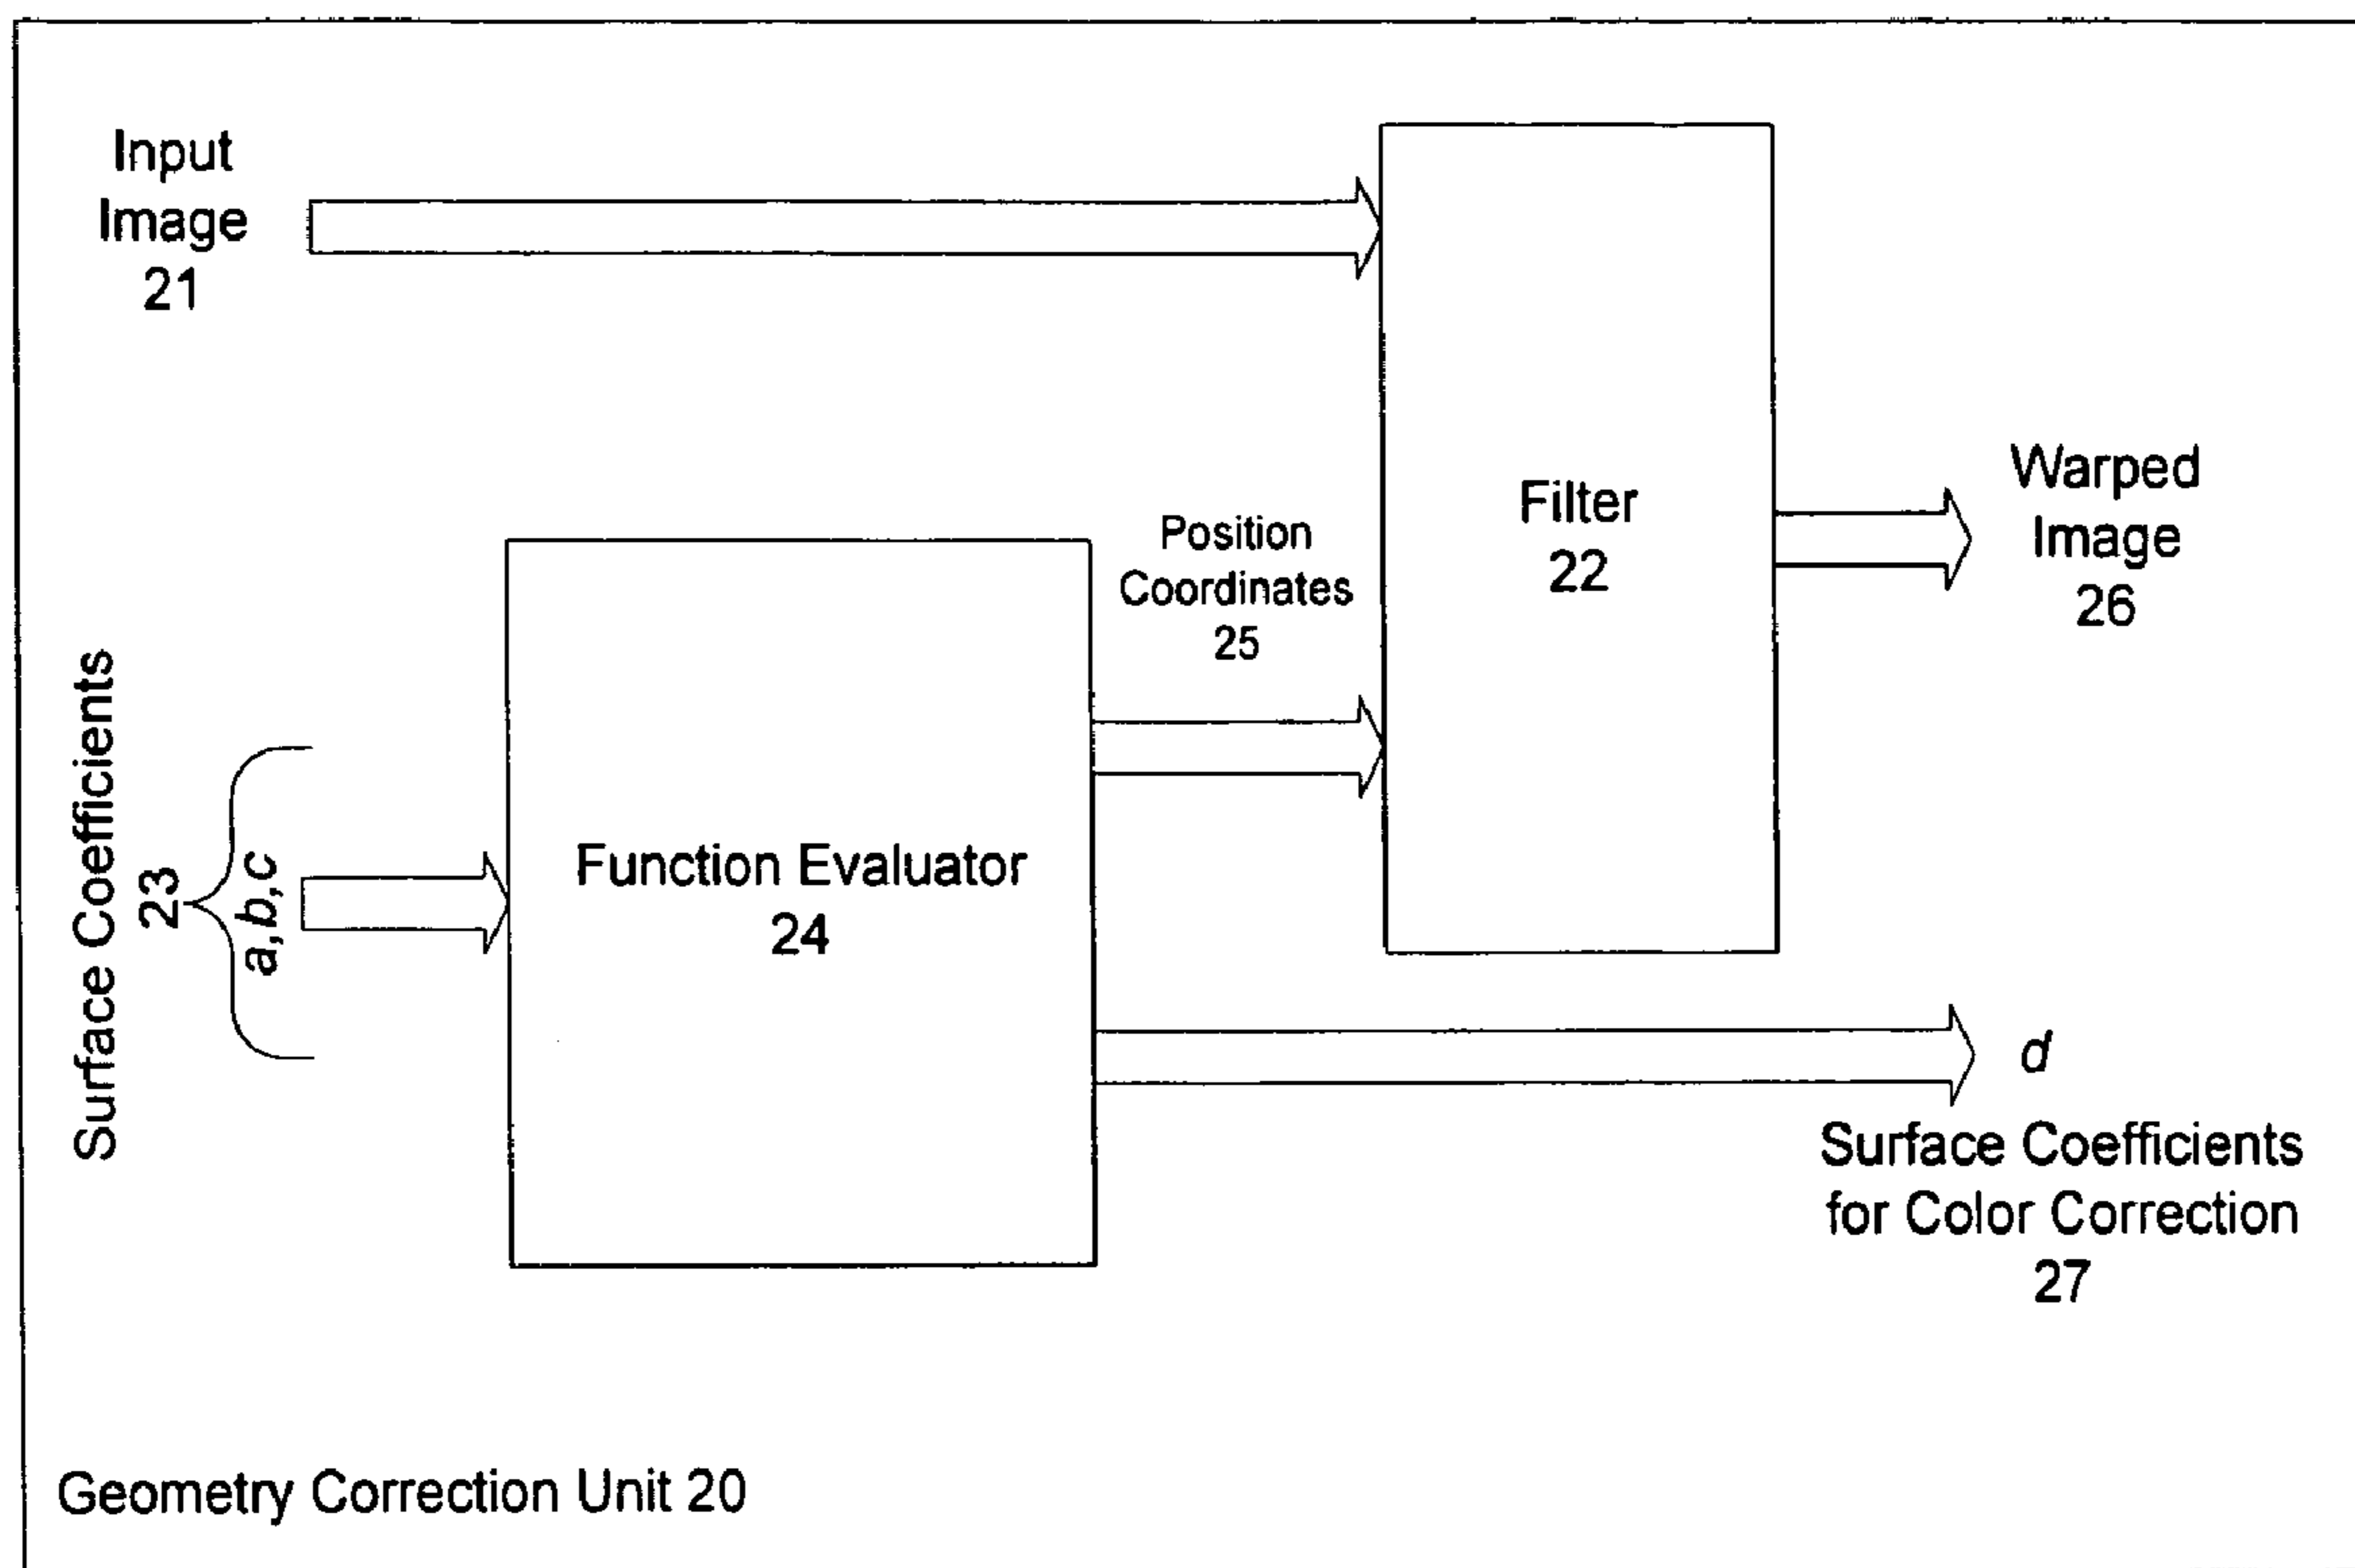 Input
Image
21
Filter
22
Warped
Image
26
Position
Coordinates
25
Surface Coefficients
23
a,b,c
Function Evaluator
24
d
Surface Coefficients
for Color Correction
27
Geometry Correction Unit 20